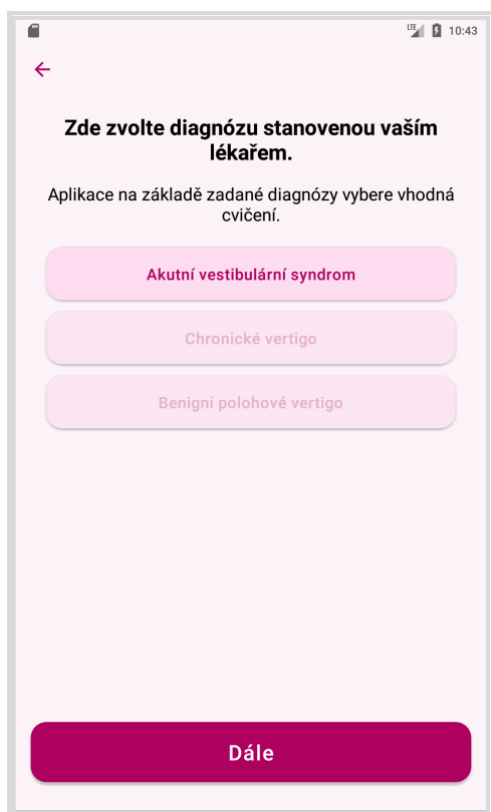 LTE 10:43
Zde zvolte diagnózu stanovenou vaším
lékařem.
Aplikace na základě zadané diagnózy vybere vhodná
cvičení.
Akutní vestibulární syndrom
Chronické vertigo
Benigní polohové vertigo
Dále